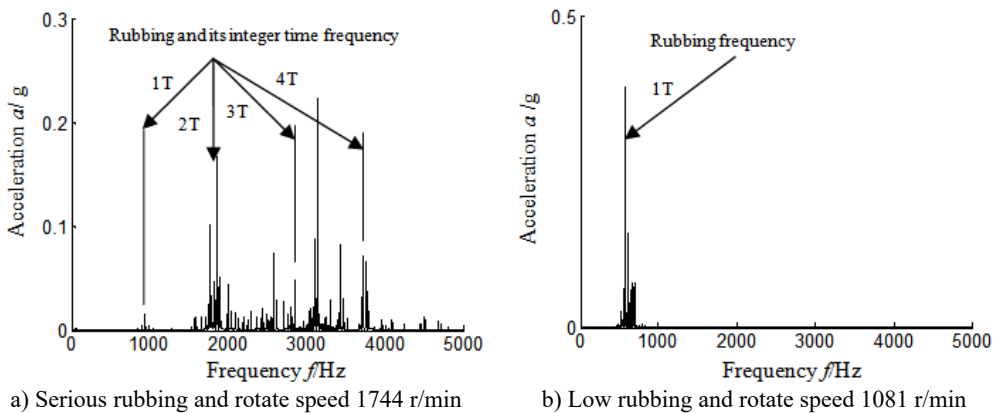 0.3
0.2
0.1
0
Acceleration a/ g
Rubbing and its integer time frequency
1T
2T
3T
4T
0 1000 2000 3000 4000 5000
Frequency f/Hz
a) Serious rubbing and rotate speed 1744 r/min
0.5
0
Acceleration a /g
Rubbing frequency
1T
0 1000 2000 3000 4000 5000
Frequency f/Hz
b) Low rubbing and rotate speed 1081 r/min